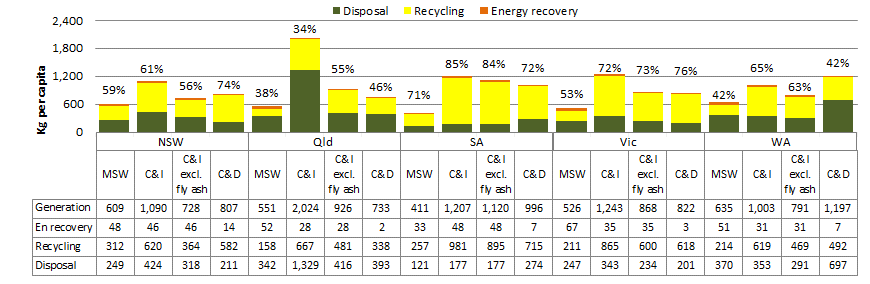 Disposal Recycling Energy recovery
Kg per capita
2,400
1,800
1,200
600
0
59% 61% 56% 74% 38% 34% 55% 46% 71% 85% 84% 72% 53% 72% 73% 76% 42% 65% 63% 42%
NSW Qld SA Vic WA
MSW C&I C&I excl. fly ash C&D MSW C&I C&I excl. fly ash C&D MSW C&I C&I excl. fly ash C&D MSW C&I C&I excl. fly ash C&D MSW C&I C&I excl. fly ash C&D
Generation 609 1,090 728 807 551 2,024 926 733 411 1,207 1,120 996 526 1,243 868 822 635 1,003 791 1,197
En recovery 48 46 46 14 52 28 28 2 33 48 48 7 67 35 35 3 51 31 31 7
Recycling 312 620 364 582 158 667 481 338 257 981 895 715 211 865 600 618 214 619 469 492
Disposal 249 424 318 211 342 1,329 416 393 121 177 177 274 247 343 234 201 370 353 291 697